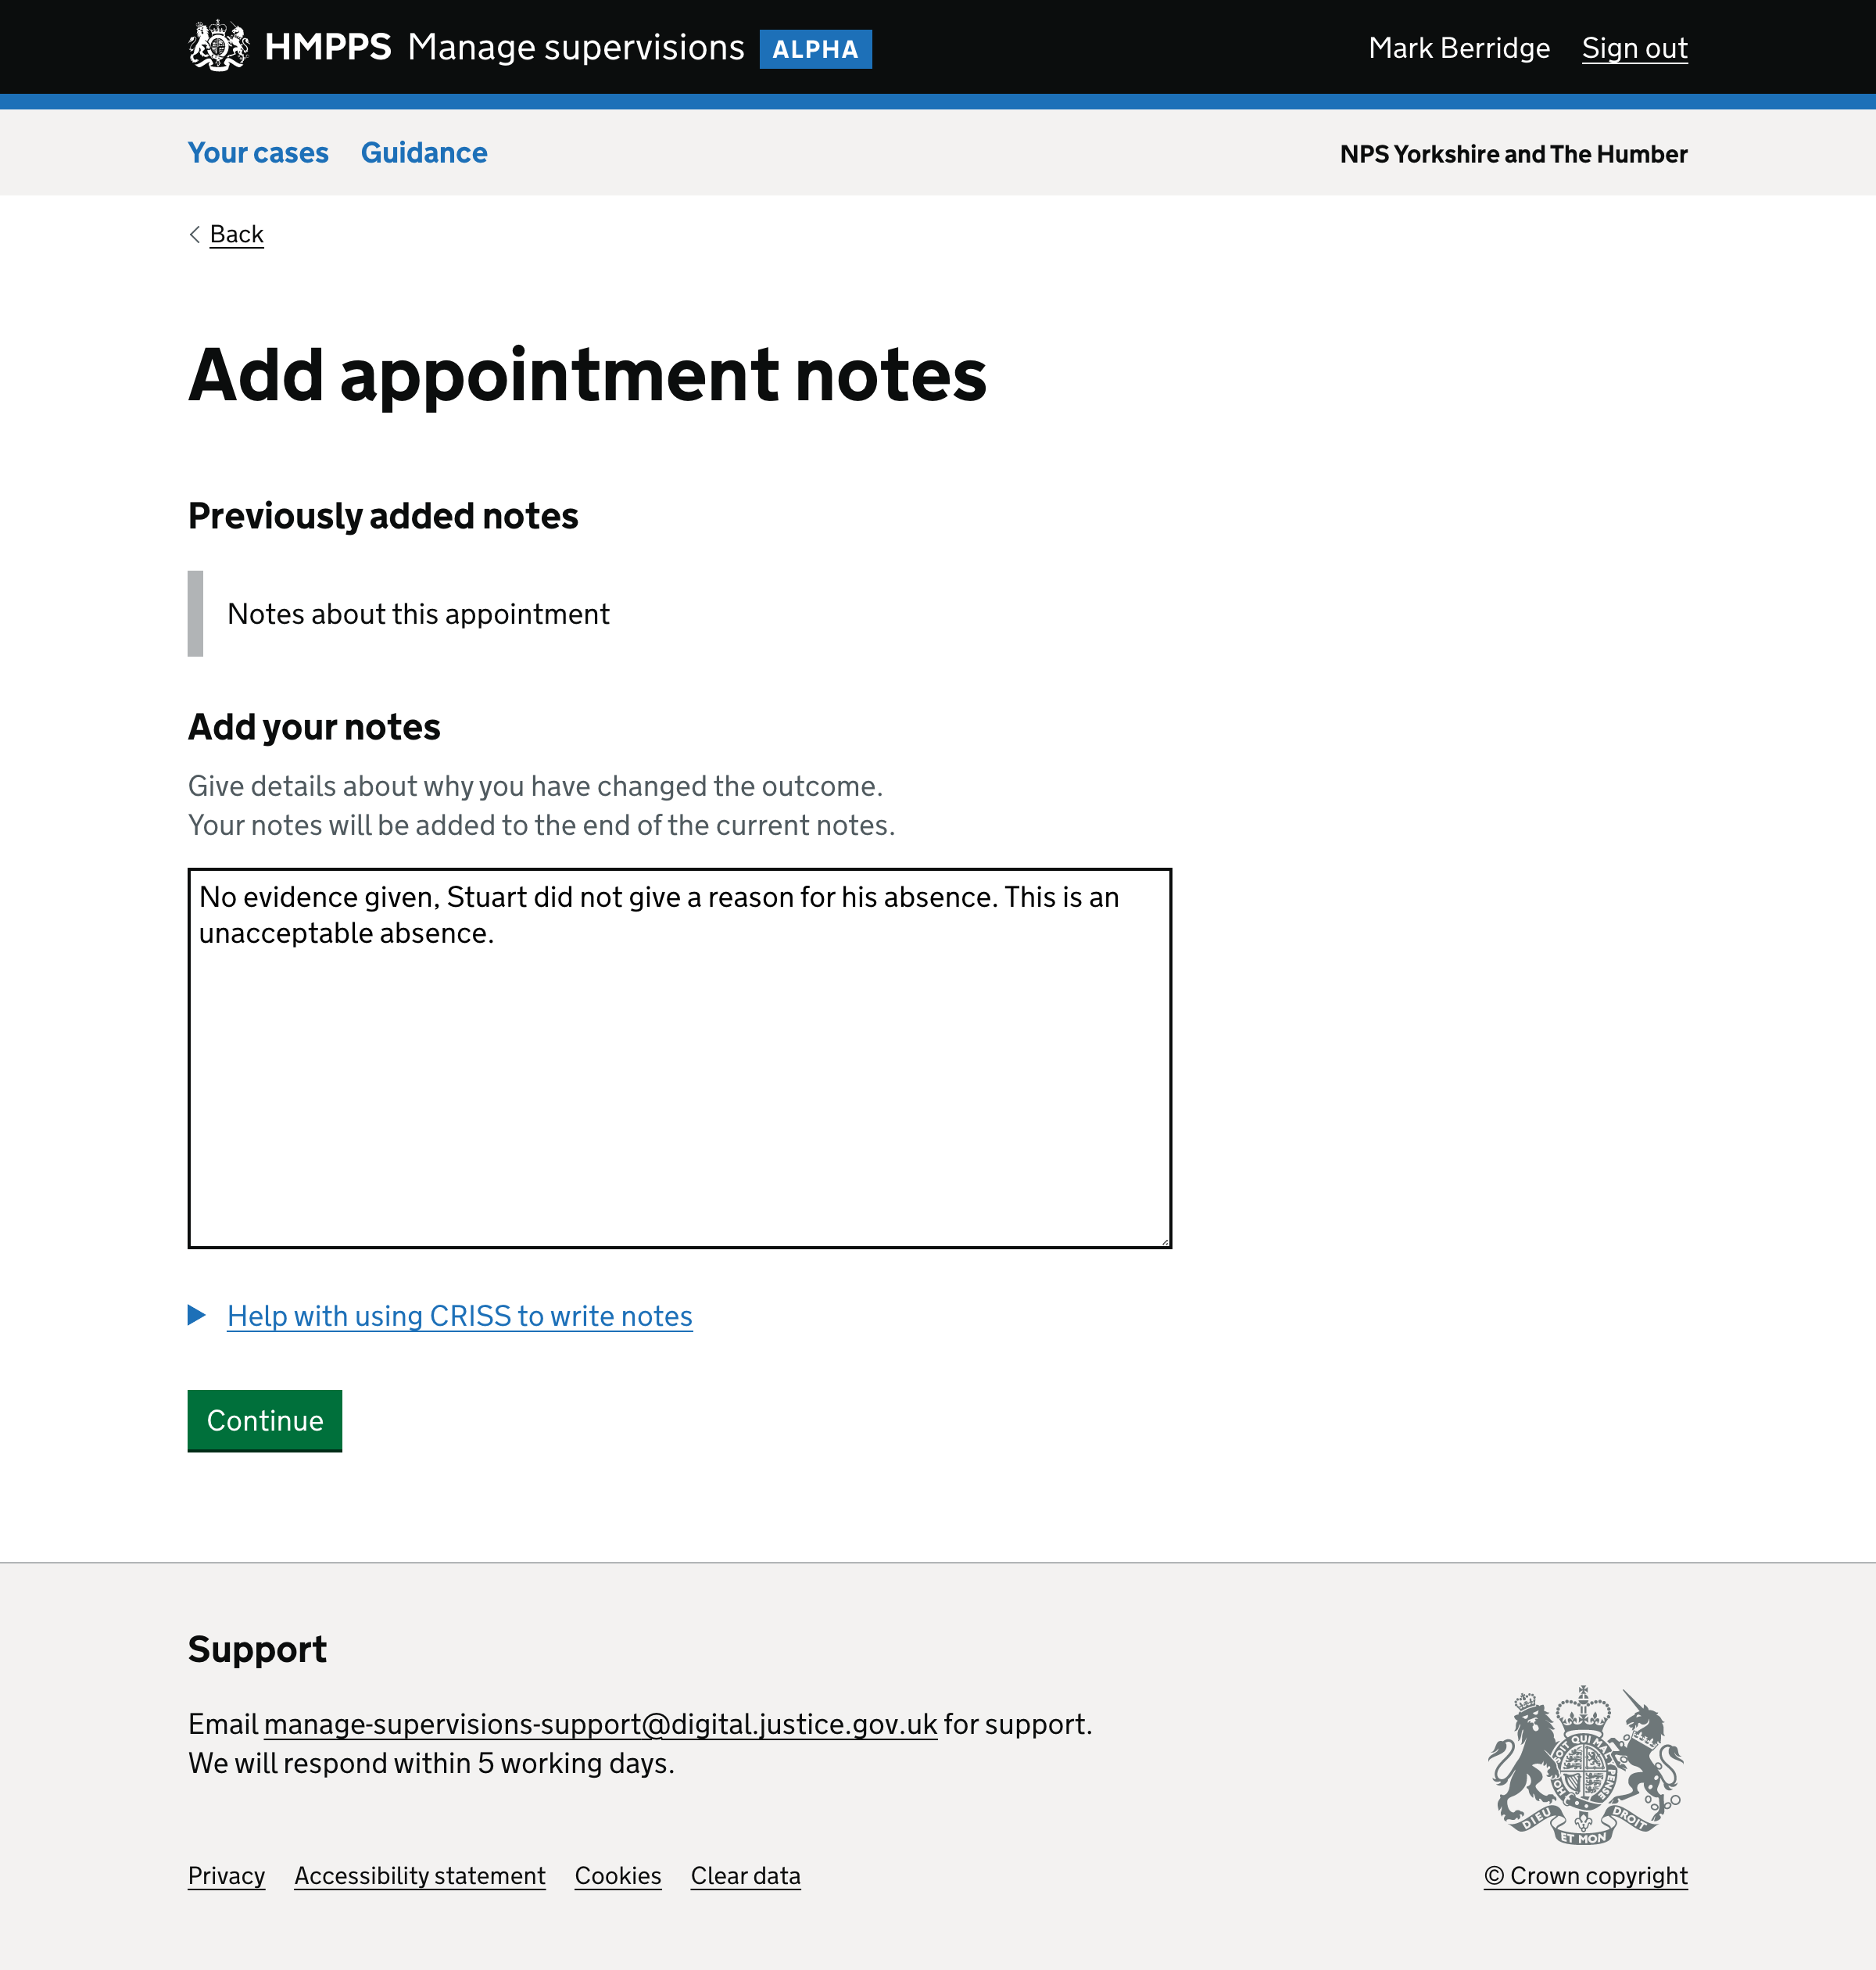 HMPPS Manage supervisions ALPHA
Mark Berridge Sign out
Your cases Guidance
NPS Yorkshire and The Humber
Back
Add appointment notes
Previously added notes
Notes about this appointment
Add your notes
Give details about why you have changed the outcome.
Your notes will be added to the end of the current notes.
No evidence given, Stuart did not give a reason for his absence. This is an
unacceptable absence.
Help with using CRISS to write notes
Continue
Support
Email manage-supervisions-support@digital.justice.gov.uk for support.
We will respond within 5 working days.
DIEU ET MON DROIT
Privacy Accessibility statement Cookies Clear data
© Crown copyright